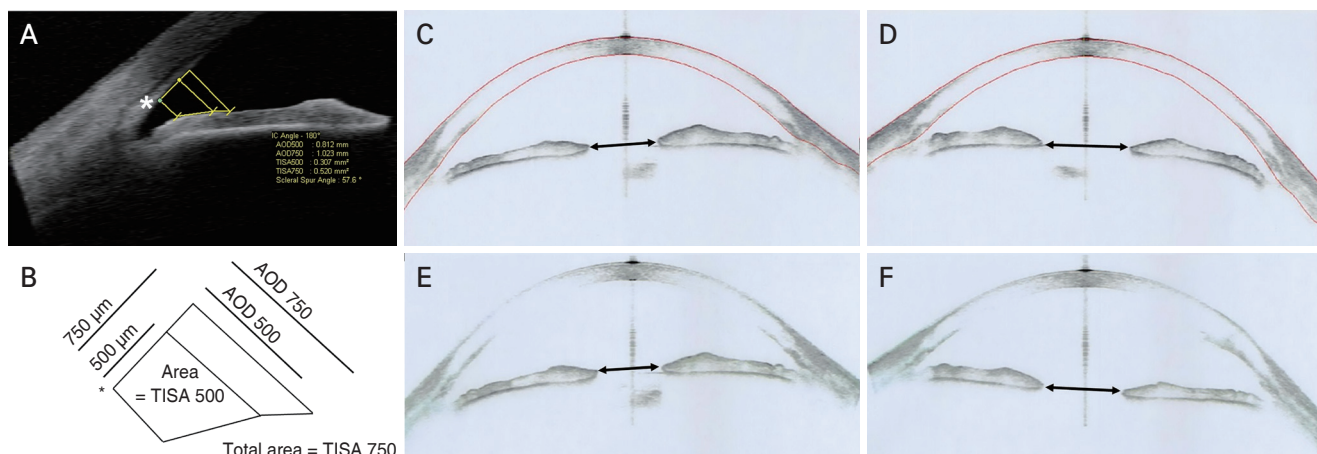 A
*
IC Angle - 180°
AOD500 : 0.812 mm
AOD750 : 1.023 mm
TISA500 : 0.307 mm²
TISA750 : 0.520 mm²
Scleral Spur Angle : 57.6 °
B
750 µm
500 µm
AOD 750
AOD 500
*
Area
= TISA 500
Total area = TISA 750
C
D
E
F